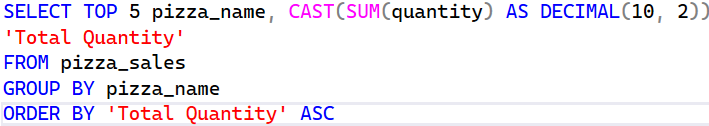 SELECT TOP 5 pizza_name, CAST(SUM(quantity) AS DECIMAL(10, 2))
'Total Quantity'
FROM pizza_sales
GROUP BY pizza_name
ORDER BY 'Total Quantity' ASC